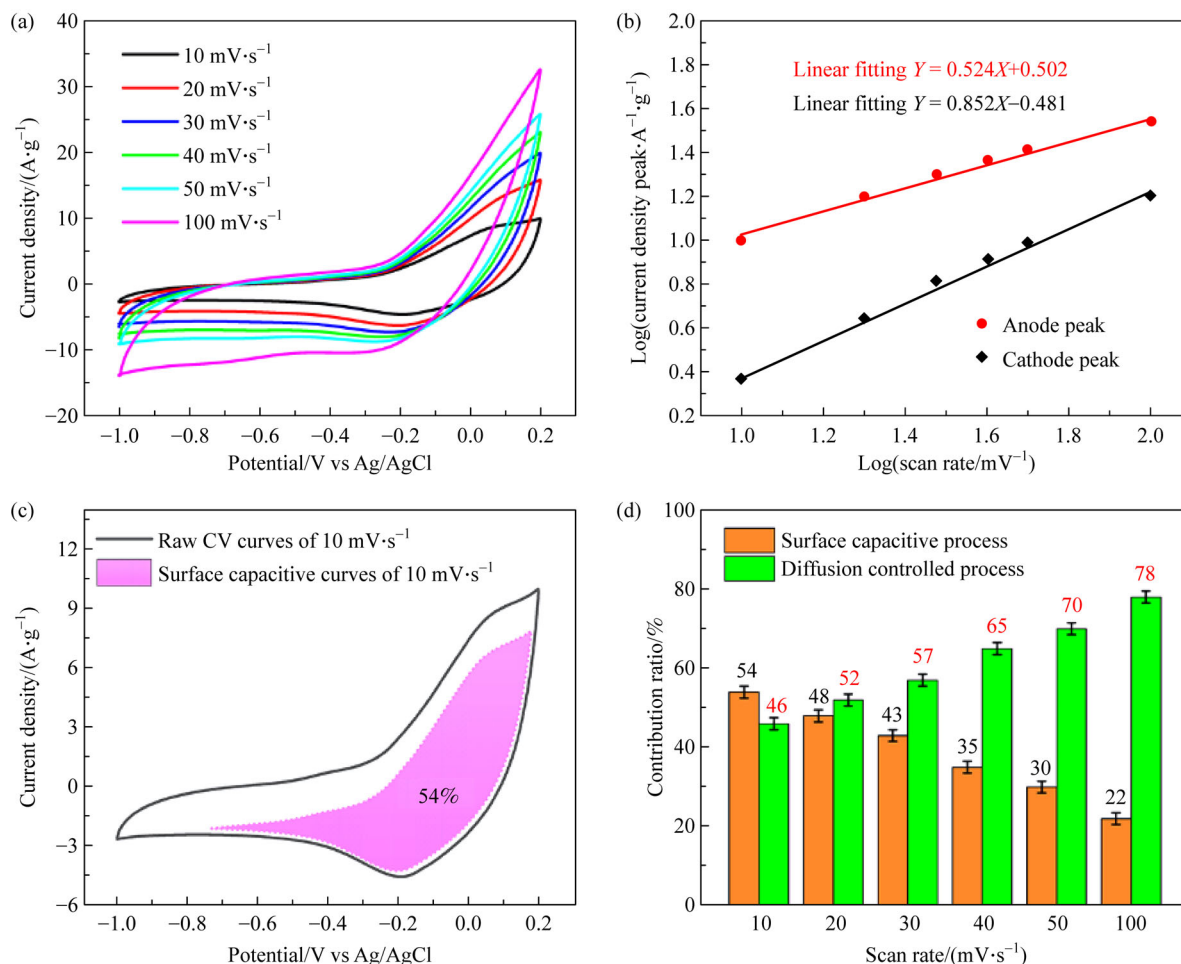 (a)
40
30
20
10
0
−10
−20
Current density/(A·g⁻¹)
10 mV·s⁻¹
20 mV·s⁻¹
30 mV·s⁻¹
40 mV·s⁻¹
50 mV·s⁻¹
100 mV·s⁻¹
−1.0 −0.8 −0.6 −0.4 −0.2 0.0 0.2
Potential/V vs Ag/AgCl
(b)
2.0
1.8
1.6
1.4
1.2
1.0
0.8
0.6
0.4
0.2
Log(current density peak·A⁻¹·g⁻¹)
Linear fitting Y = 0.524X+0.502
Linear fitting Y = 0.852X−0.481
Anode peak
Cathode peak
1.0 1.2 1.4 1.6 1.8 2.0
Log(scan rate/mV⁻¹)
(c)
12
9
6
3
0
−3
−6
Current density/(A·g⁻¹)
Raw CV curves of 10 mV·s⁻¹
Surface capacitive curves of 10 mV·s⁻¹
54%
−1.0 −0.8 −0.6 −0.4 −0.2 0.0 0.2
Potential/V vs Ag/AgCl
(d)
100
80
60
40
20
0
Contribution ratio/%
Surface capacitive process
Diffusion controlled process
54 46 48 52 43 57 35 65 30 70 22 78
10 20 30 40 50 100
Scan rate/(mV·s⁻¹)